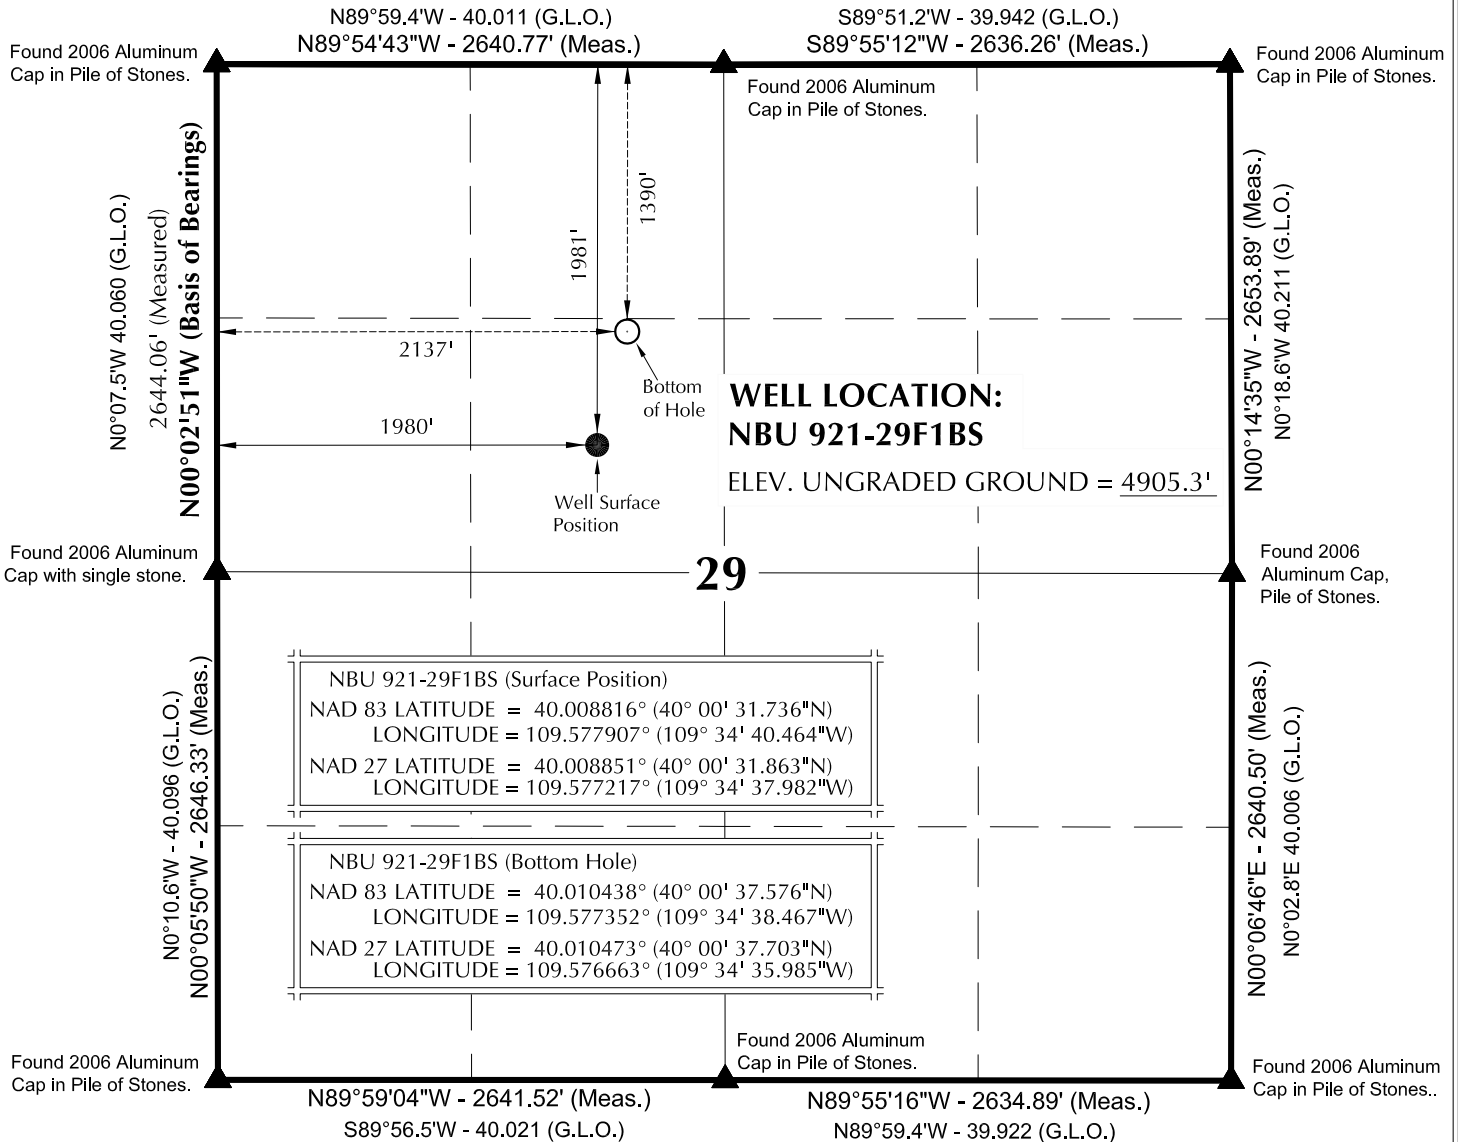 N89°59.4'W - 40.011 (G.L.O.)
N89°54'43"W - 2640.77' (Meas.)
S89°51.2'W - 39.942 (G.L.O.)
S89°55'12"W - 2636.26' (Meas.)
Found 2006 Aluminum
Cap in Pile of Stones.
Found 2006 Aluminum
Cap in Pile of Stones.
Found 2006 Aluminum
Cap in Pile of Stones.
N0°07.5'W 40.060 (G.L.O.)
2644.06' (Measured)
N00°02'51"W (Basis of Bearings)
1981'
1390'
N00°14'35"W - 2653.89' (Meas.)
N0°18.6'W 40.211 (G.L.O.)
2137'
Bottom
of Hole
1980'
Well Surface
Position
WELL LOCATION:
NBU 921-29F1BS
ELEV. UNGRADED GROUND = 4905.3'
Found 2006 Aluminum
Cap with single stone.
29
Found 2006
Aluminum Cap,
Pile of Stones.
N0°10.6'W - 40.096 (G.L.O.)
N00°05'50"W - 2646.33' (Meas.)
NBU 921-29F1BS (Surface Position)
NAD 83 LATITUDE = 40.008816° (40° 00' 31.736"N)
LONGITUDE = 109.577907° (109° 34' 40.464"W)
NAD 27 LATITUDE = 40.008851° (40° 00' 31.863"N)
LONGITUDE = 109.577217° (109° 34' 37.982"W)
NBU 921-29F1BS (Bottom Hole)
NAD 83 LATITUDE = 40.010438° (40° 00' 37.576"N)
LONGITUDE = 109.577352° (109° 34' 38.467"W)
NAD 27 LATITUDE = 40.010473° (40° 00' 37.703"N)
LONGITUDE = 109.576663° (109° 34' 35.985"W)
N00°06'46"E - 2640.50' (Meas.)
N0°02.8'E 40.006 (G.L.O.)
Found 2006 Aluminum
Cap in Pile of Stones.
Found 2006 Aluminum
Cap in Pile of Stones.
Found 2006 Aluminum
Cap in Pile of Stones..
N89°59'04"W - 2641.52' (Meas.)
S89°56.5'W - 40.021 (G.L.O.)
N89°55'16"W - 2634.89' (Meas.)
N89°59.4'W - 39.922 (G.L.O.)